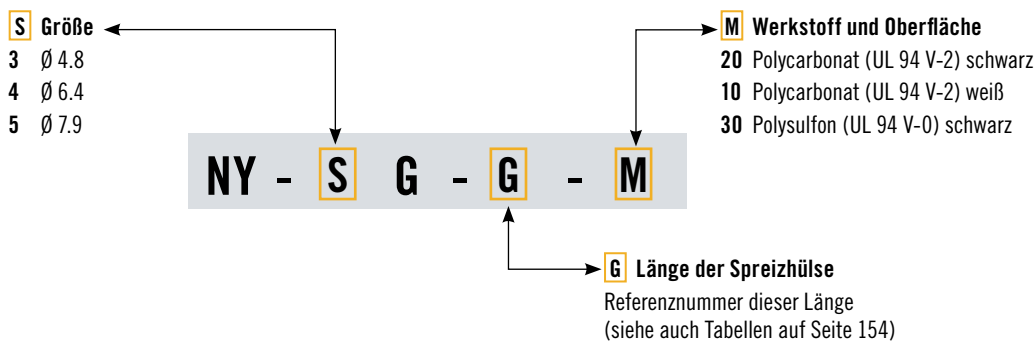 S Größe
3 Ø 4.8
4 Ø 6.4
5 Ø 7.9
M Werkstoff und Oberfläche
20 Polycarbonat (UL 94 V-2) schwarz
10 Polycarbonat (UL 94 V-2) weiß
30 Polysulfon (UL 94 V-0) schwarz
NY - S G - G - M
G Länge der Spreizhülse
Referenznummer dieser Länge
(siehe auch Tabellen auf Seite 154)